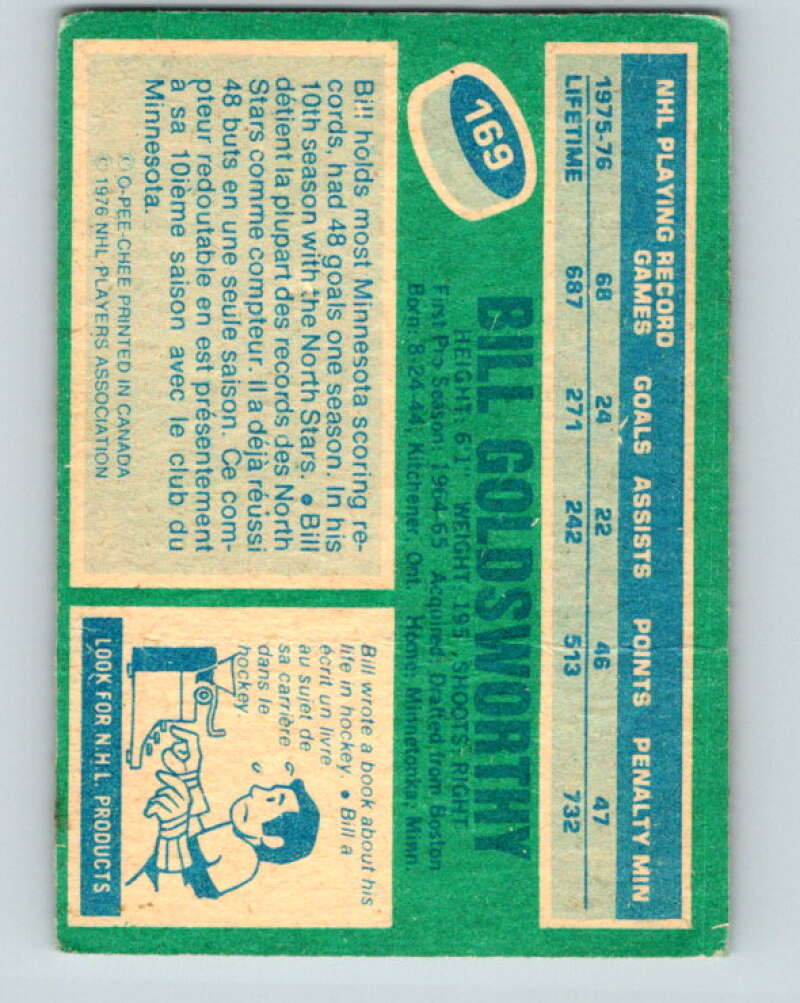 NHL PLAYING RECORD
GAMES GOALS ASSISTS POINTS PENALTY MIN
1975-76 68 24 22 46 47
LIFETIME 687 271 242 513 732
169
BILL GOLDSWORTHY
HEIGHT: 6'1" WEIGHT: 195 SHOOTS: RIGHT
First Pro Season: 1964-65 Acquired: Drafted from Boston
Born: 8-24-44, Kitchener, Ont. Home: Minnetonka, Minn.
Bill holds most Minnesota scoring re-
cords, had 48 goals one season. In his
10th season with the North Stars. • Bill
détient la plupart des records des North
Stars comme compteur. Il a déjà réussi
48 buts en une seule saison. Ce com-
pteur redoutable en est présentement
a sa 10ième saison avec le club du
Minnesota.
© O-PEE-CHEE PRINTED IN CANADA
© 1976 NHL PLAYERS ASSOCIATION
Bill wrote a book about his
life in hockey. • Bill a
écrit un livre
au sujet de
sa carrière
dans le
hockey.
LOOK FOR N.H.L. PRODUCTS